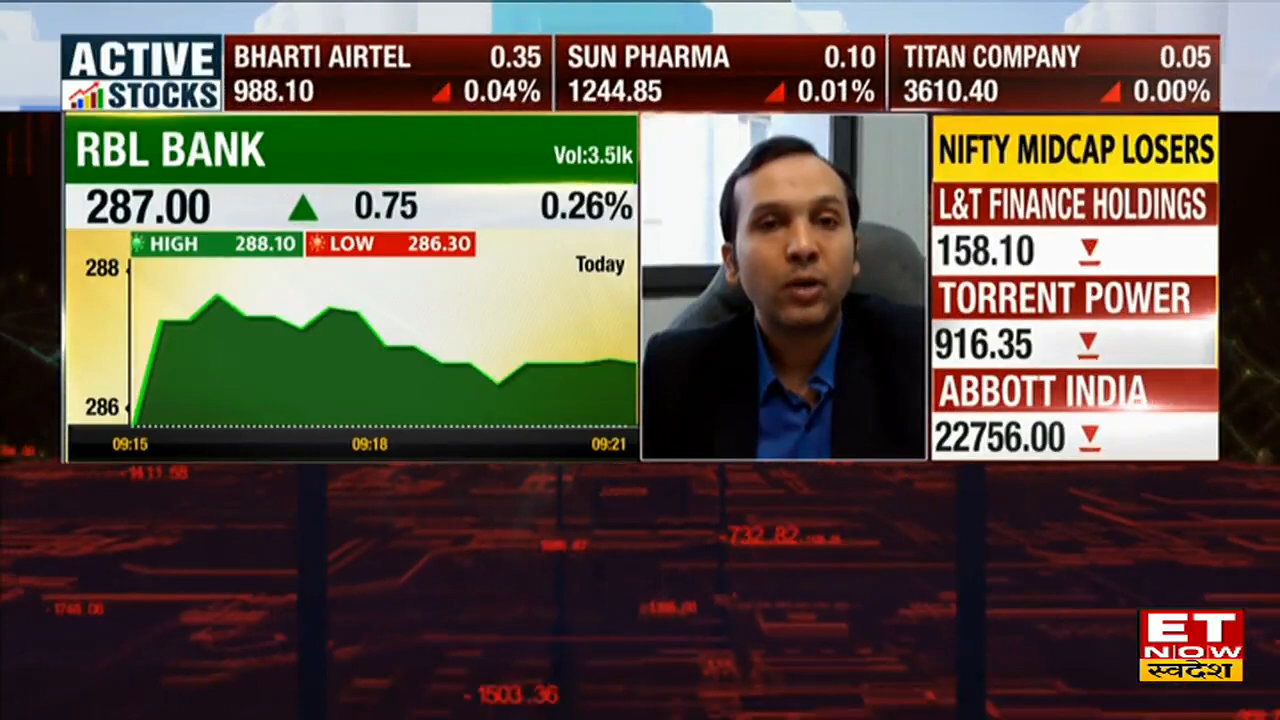 ACTIVE
STOCKS
BHARTI AIRTEL 0.35
988.10 0.04%
SUN PHARMA 0.10
1244.85 0.01%
TITAN COMPANY 0.05
3610.40 0.00%
RBL BANK Vol:3.5lk
287.00 0.75 0.26%
HIGH 288.10 LOW 286.30
Today
288
286
09:15 09:18 09:21
NIFTY MIDCAP LOSERS
L&T FINANCE HOLDINGS
158.10
TORRENT POWER
916.35
ABBOTT INDIA
22756.00
-1411.58
-732.82
-1503.36
ET
NOW
स्वदेश